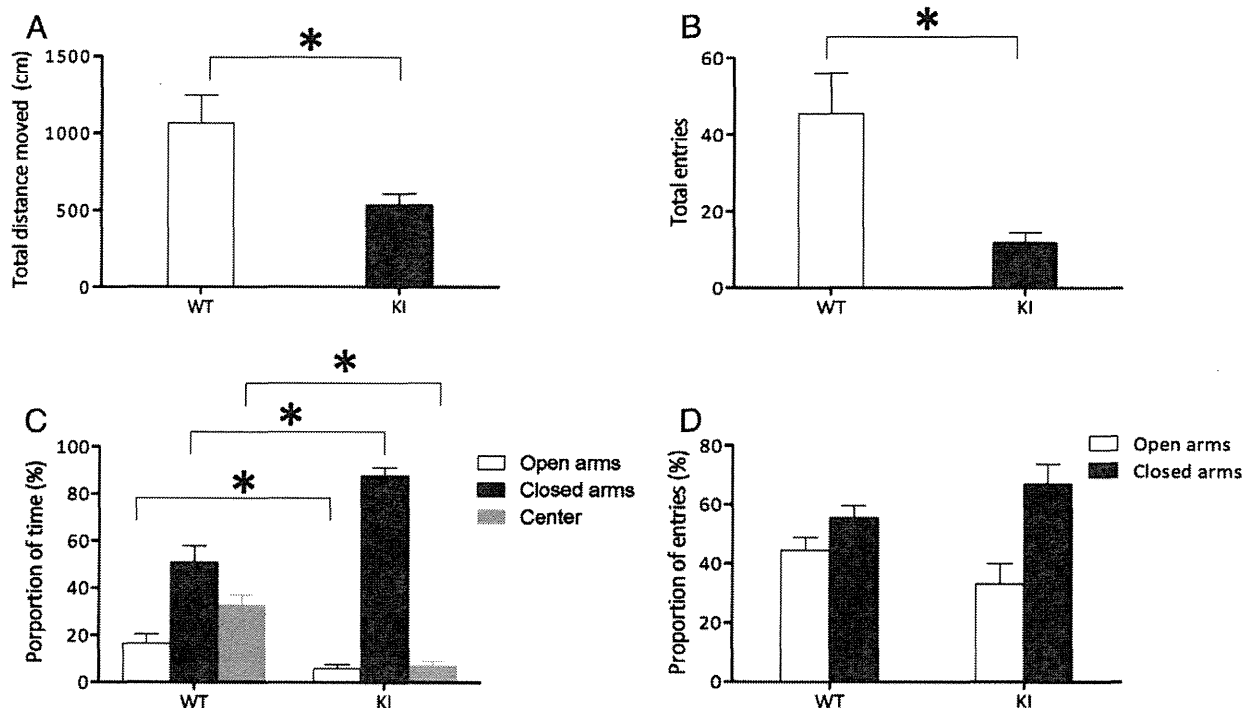 A
*
Total distance moved (cm)
1500
1000
500
0
WT
KI
B
*
Total entries
60
40
20
0
WT
KI
C
*
*
*
Porportion of time (%)
100
80
60
40
20
0
WT
KI
Open arms
Closed arms
Center
D
Proportion of entries (%)
80
60
40
20
0
WT
KI
Open arms
Closed arms